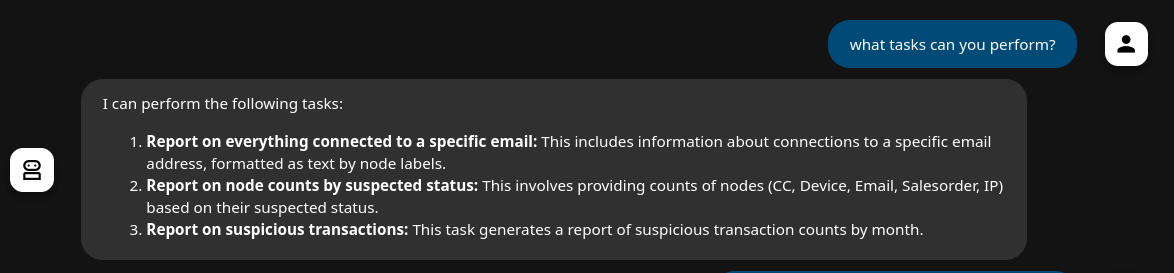 what tasks can you perform?
I can perform the following tasks:
1. Report on everything connected to a specific email: This includes information about connections to a specific email
address, formatted as text by node labels.
2. Report on node counts by suspected status: This involves providing counts of nodes (CC, Device, Email, Salesorder, IP)
based on their suspected status.
3. Report on suspicious transactions: This task generates a report of suspicious transaction counts by month.